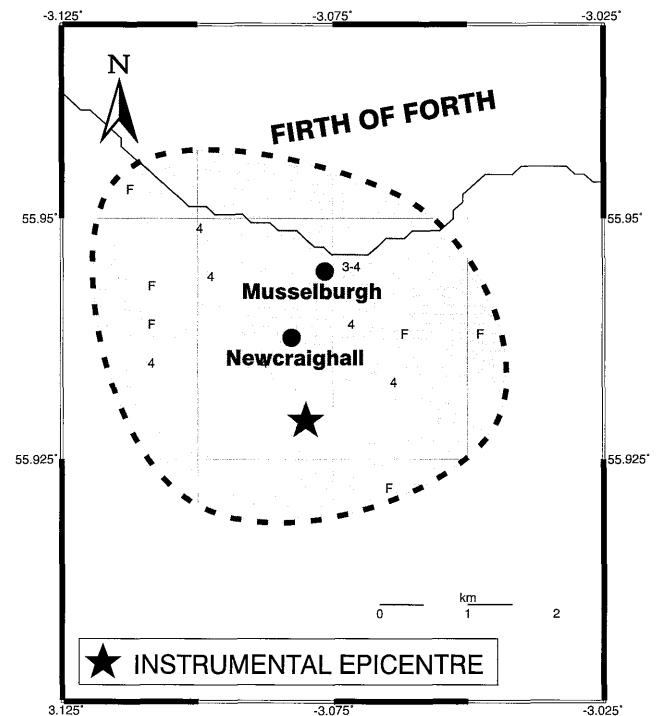 -3.125° -3.075° -3.025°
N
FIRTH OF FORTH
F
55.95° 55.95°
4
3-4
4
F
Musselburgh
F 4 F F
Newcraighall
4 4
4
55.925° 55.925°
F
km
0 1 2
INSTRUMENTAL EPICENTRE
3.125° -3.075° -3.025°